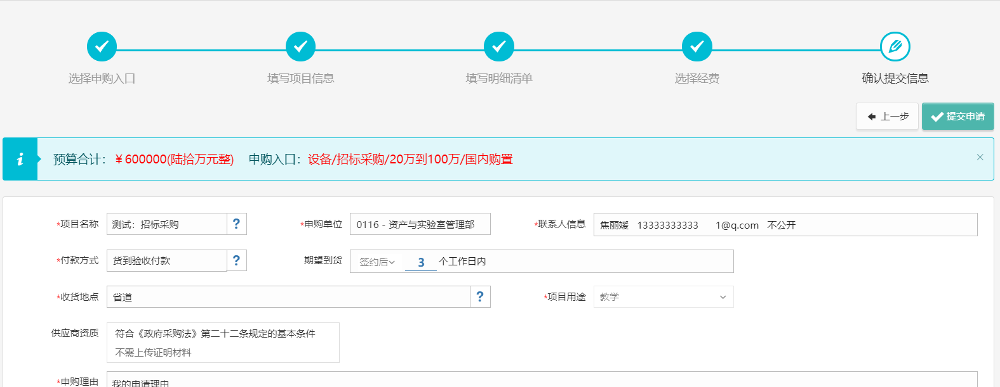 选择申购入口
填写项目信息
填写明细清单
选择经费
确认提交信息
上一步
提交申请
预算合计：￥600000(陆拾万元整) 申购入口：设备/招标采购/20万到100万/国内购置
*项目名称 测试：招标采购 ? *申购单位 0116 - 资产与实验室管理部 *联系人信息 焦丽媛 13333333333 1@q.com 不公开
*付款方式 货到验收付款 ? 期望到货 签约后 3 个工作日内
*收货地点 省道 ? *项目用途 教学
供应商资质 符合《政府采购法》第二十二条规定的基本条件
不需上传证明材料
*申购理由 我的申请理由